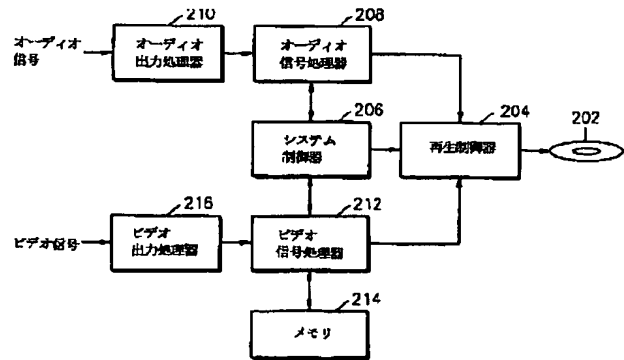 210
208
オーディオ
信号
オーディオ
出力処理器
オーディオ
信号処理器
206
204
202
システム
制御器
再生制御器
216
212
ビデオ信号
ビデオ
出力処理器
ビデオ
信号処理器
214
メモリ